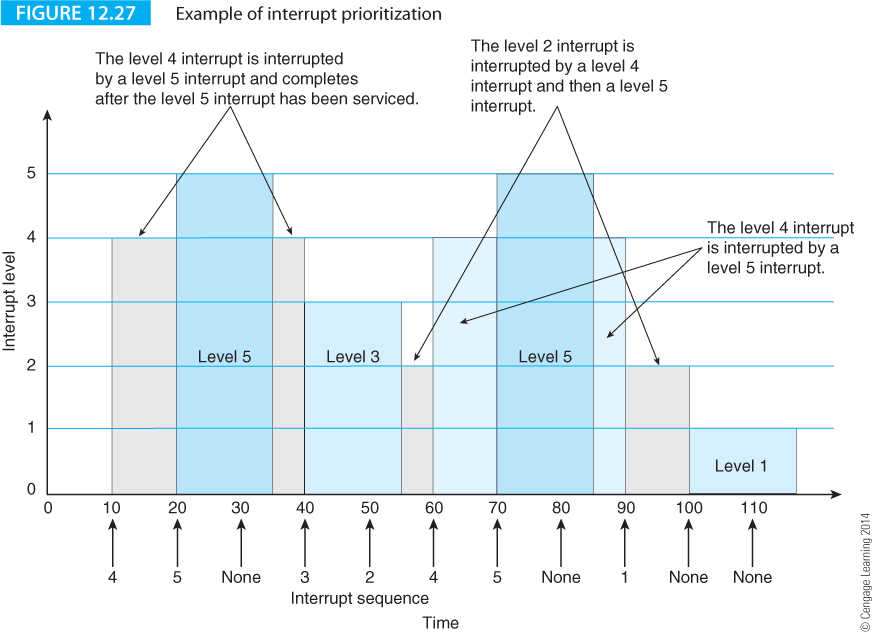 FIGURE 12.27 Example of interrupt prioritization
The level 4 interrupt is interrupted
by a level 5 interrupt and completes
after the level 5 interrupt has been serviced.
The level 2 interrupt is
interrupted by a level 4
interrupt and then a level 5
interrupt.
The level 4 interrupt
is interrupted by a
level 5 interrupt.
Interrupt level
5
4
3
2
1
0
Level 5
Level 3
Level 5
Level 1
0 10 20 30 40 50 60 70 80 90 100 110
4 5 None 3 2 4 5 None 1 None None
Interrupt sequence
Time
© Cengage Learning 2014